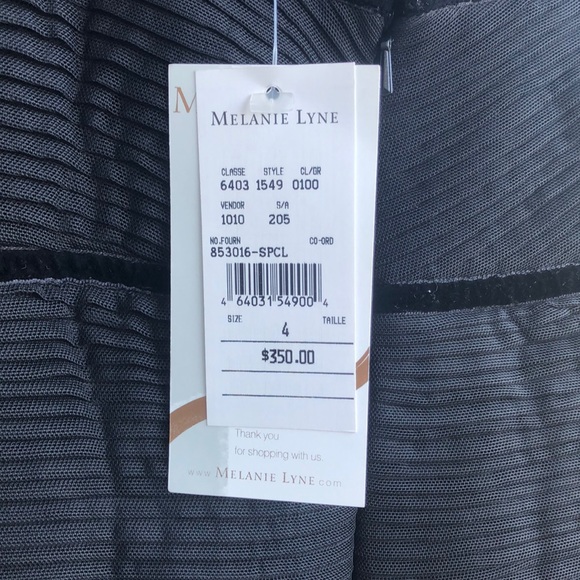 M
MELANIE LYNE
CLASSE STYLE CL/OR
6403 1549 0100
VENDOR S/A
1010 205
NO.FOURN CO-ORD
853016-SPCL
4 64031 54900 4
SIZE TAILLE
4
$350.00
Thank you
for shopping with us.
www.MELANIE LYNE.com